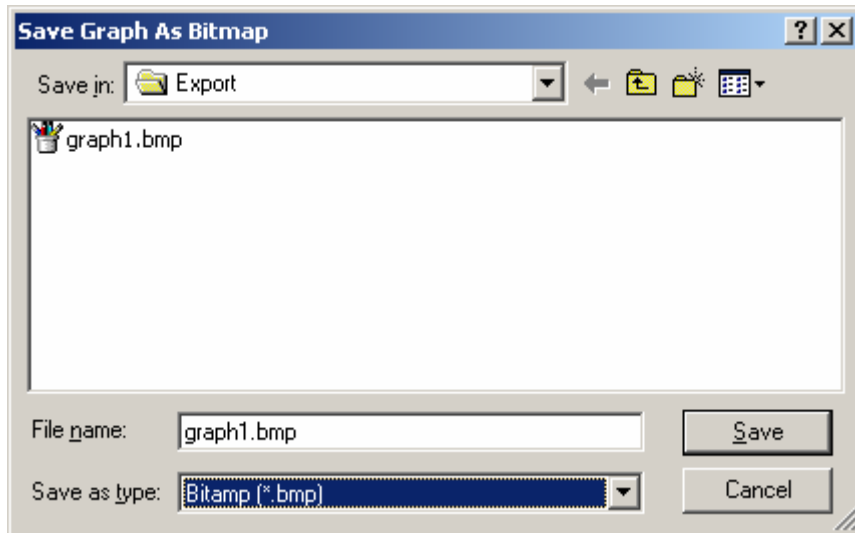 Save Graph As Bitmap
Save in: Export
graph1.bmp
File name: graph1.bmp Save
Save as type: Bitamp (*.bmp) Cancel